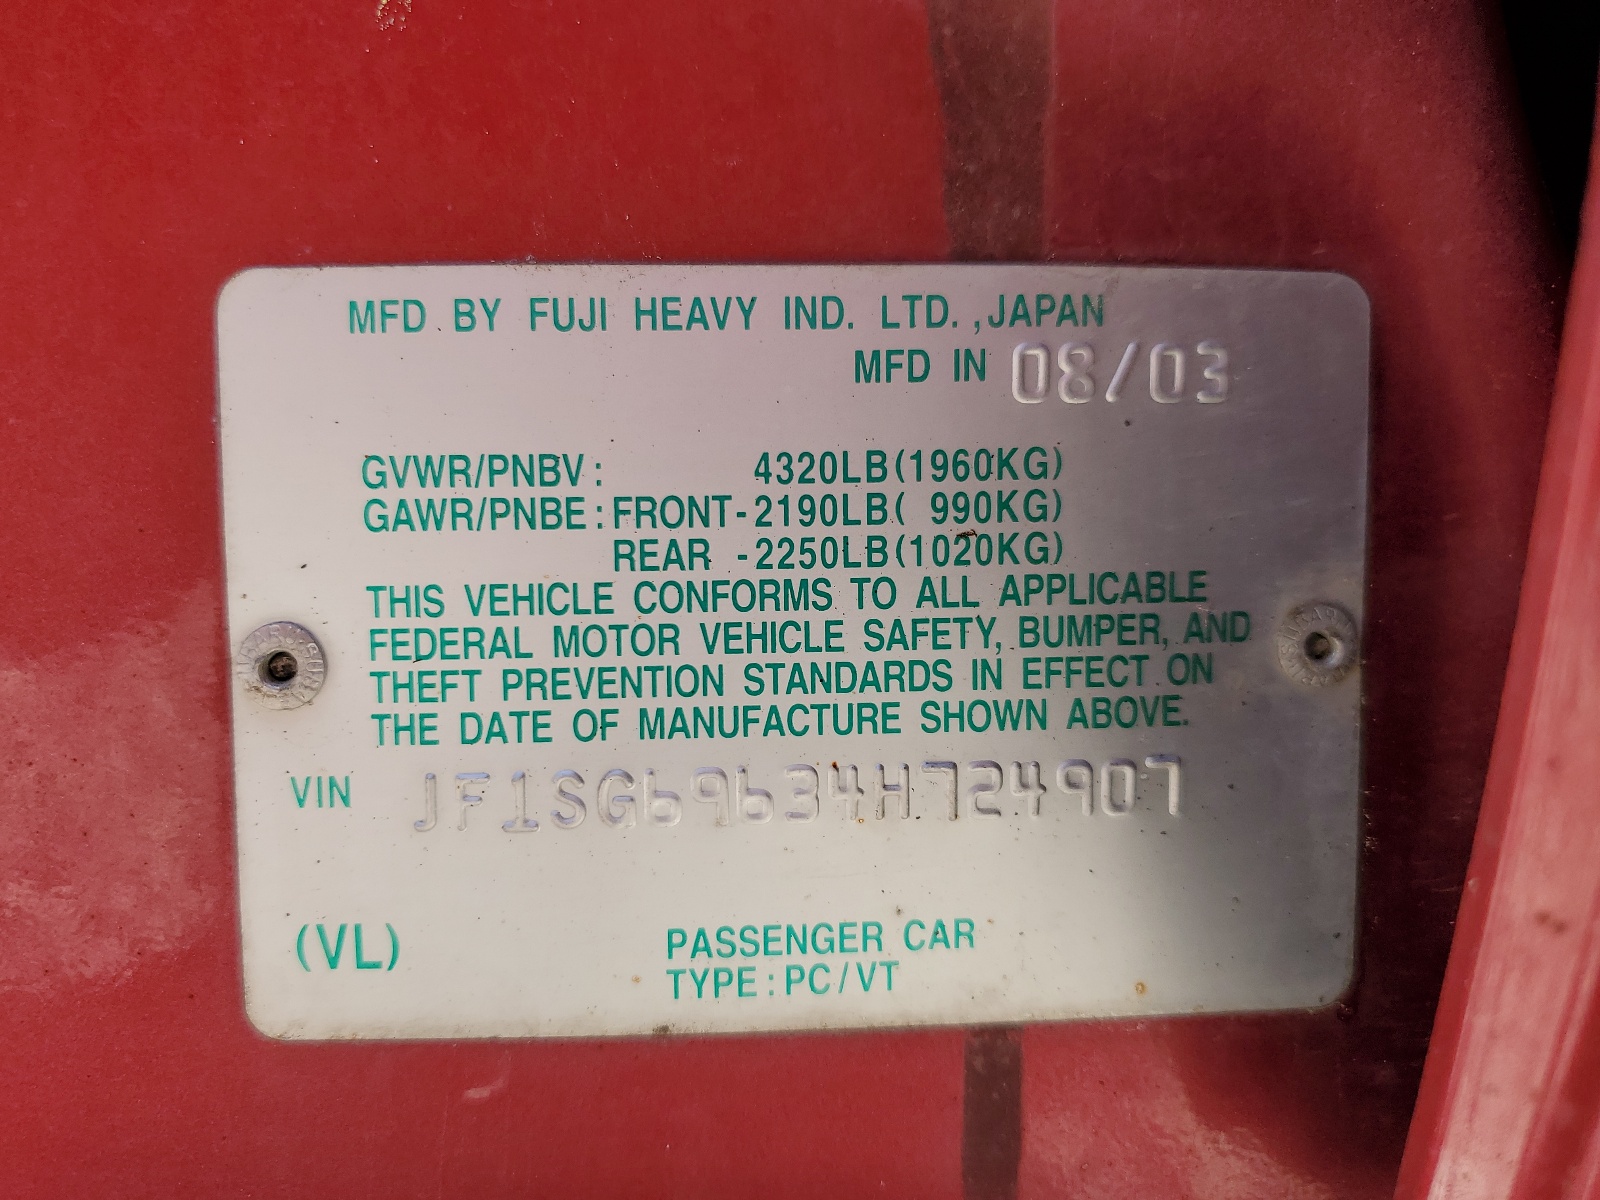 MFD BY FUJI HEAVY IND. LTD. ,JAPAN
MFD IN 08/03
GVWR/PNBV: 4320LB(1960KG)
GAWR/PNBE:FRONT-2190LB( 990KG)
REAR -2250LB(1020KG)
THIS VEHICLE CONFORMS TO ALL APPLICABLE
FEDERAL MOTOR VEHICLE SAFETY, BUMPER, AND
THEFT PREVENTION STANDARDS IN EFFECT ON
THE DATE OF MANUFACTURE SHOWN ABOVE.
VIN JF1SG69634H724907
(VL)
PASSENGER CAR
TYPE:PC/VT